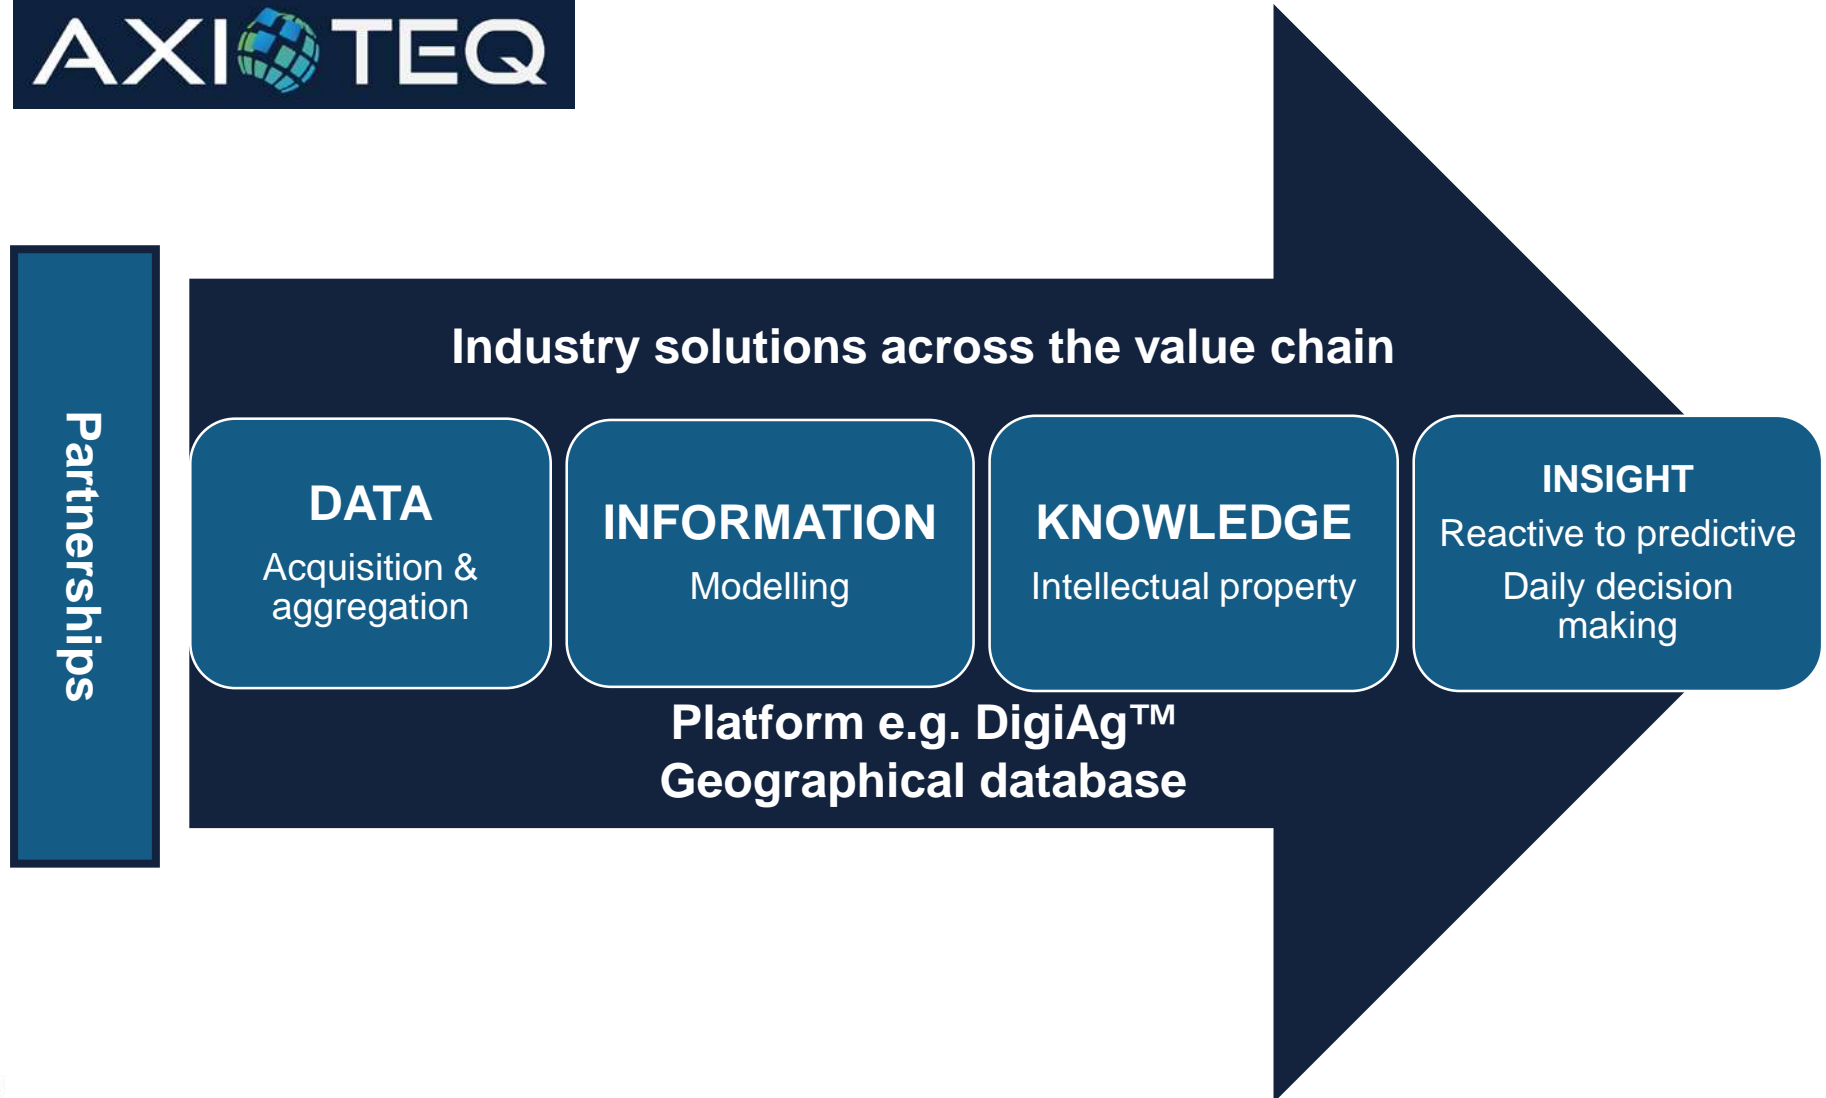 AXIOTEQ
Partnerships
Industry solutions across the value chain
DATA
Acquisition &
aggregation
INFORMATION
Modelling
KNOWLEDGE
Intellectual property
INSIGHT
Reactive to predictive
Daily decision
making
Platform e.g. DigiAg™
Geographical database